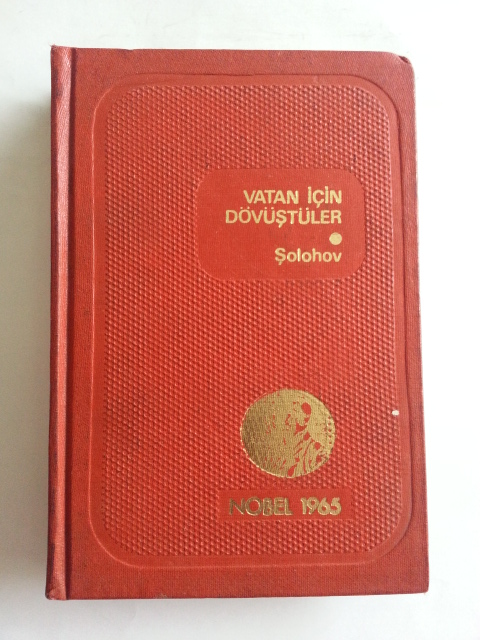 VATAN İÇİN
DÖVÜŞTÜLER
Şolohov
NOBEL 1965